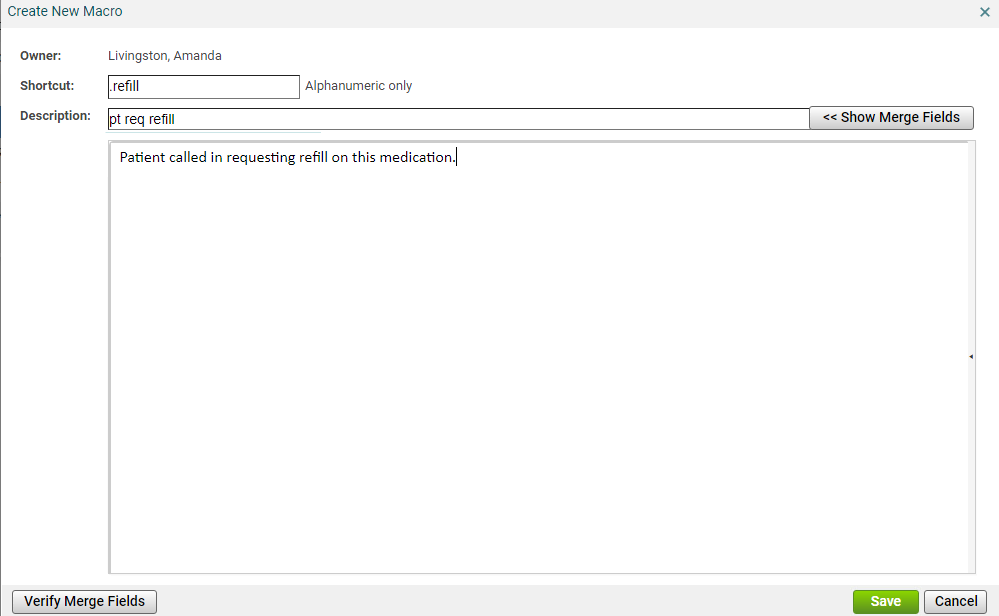 Create New Macro ×
Owner: Livingston, Amanda
Shortcut: .refill Alphanumeric only
Description: pt req refill << Show Merge Fields
Patient called in requesting refill on this medication.
Verify Merge Fields Save Cancel